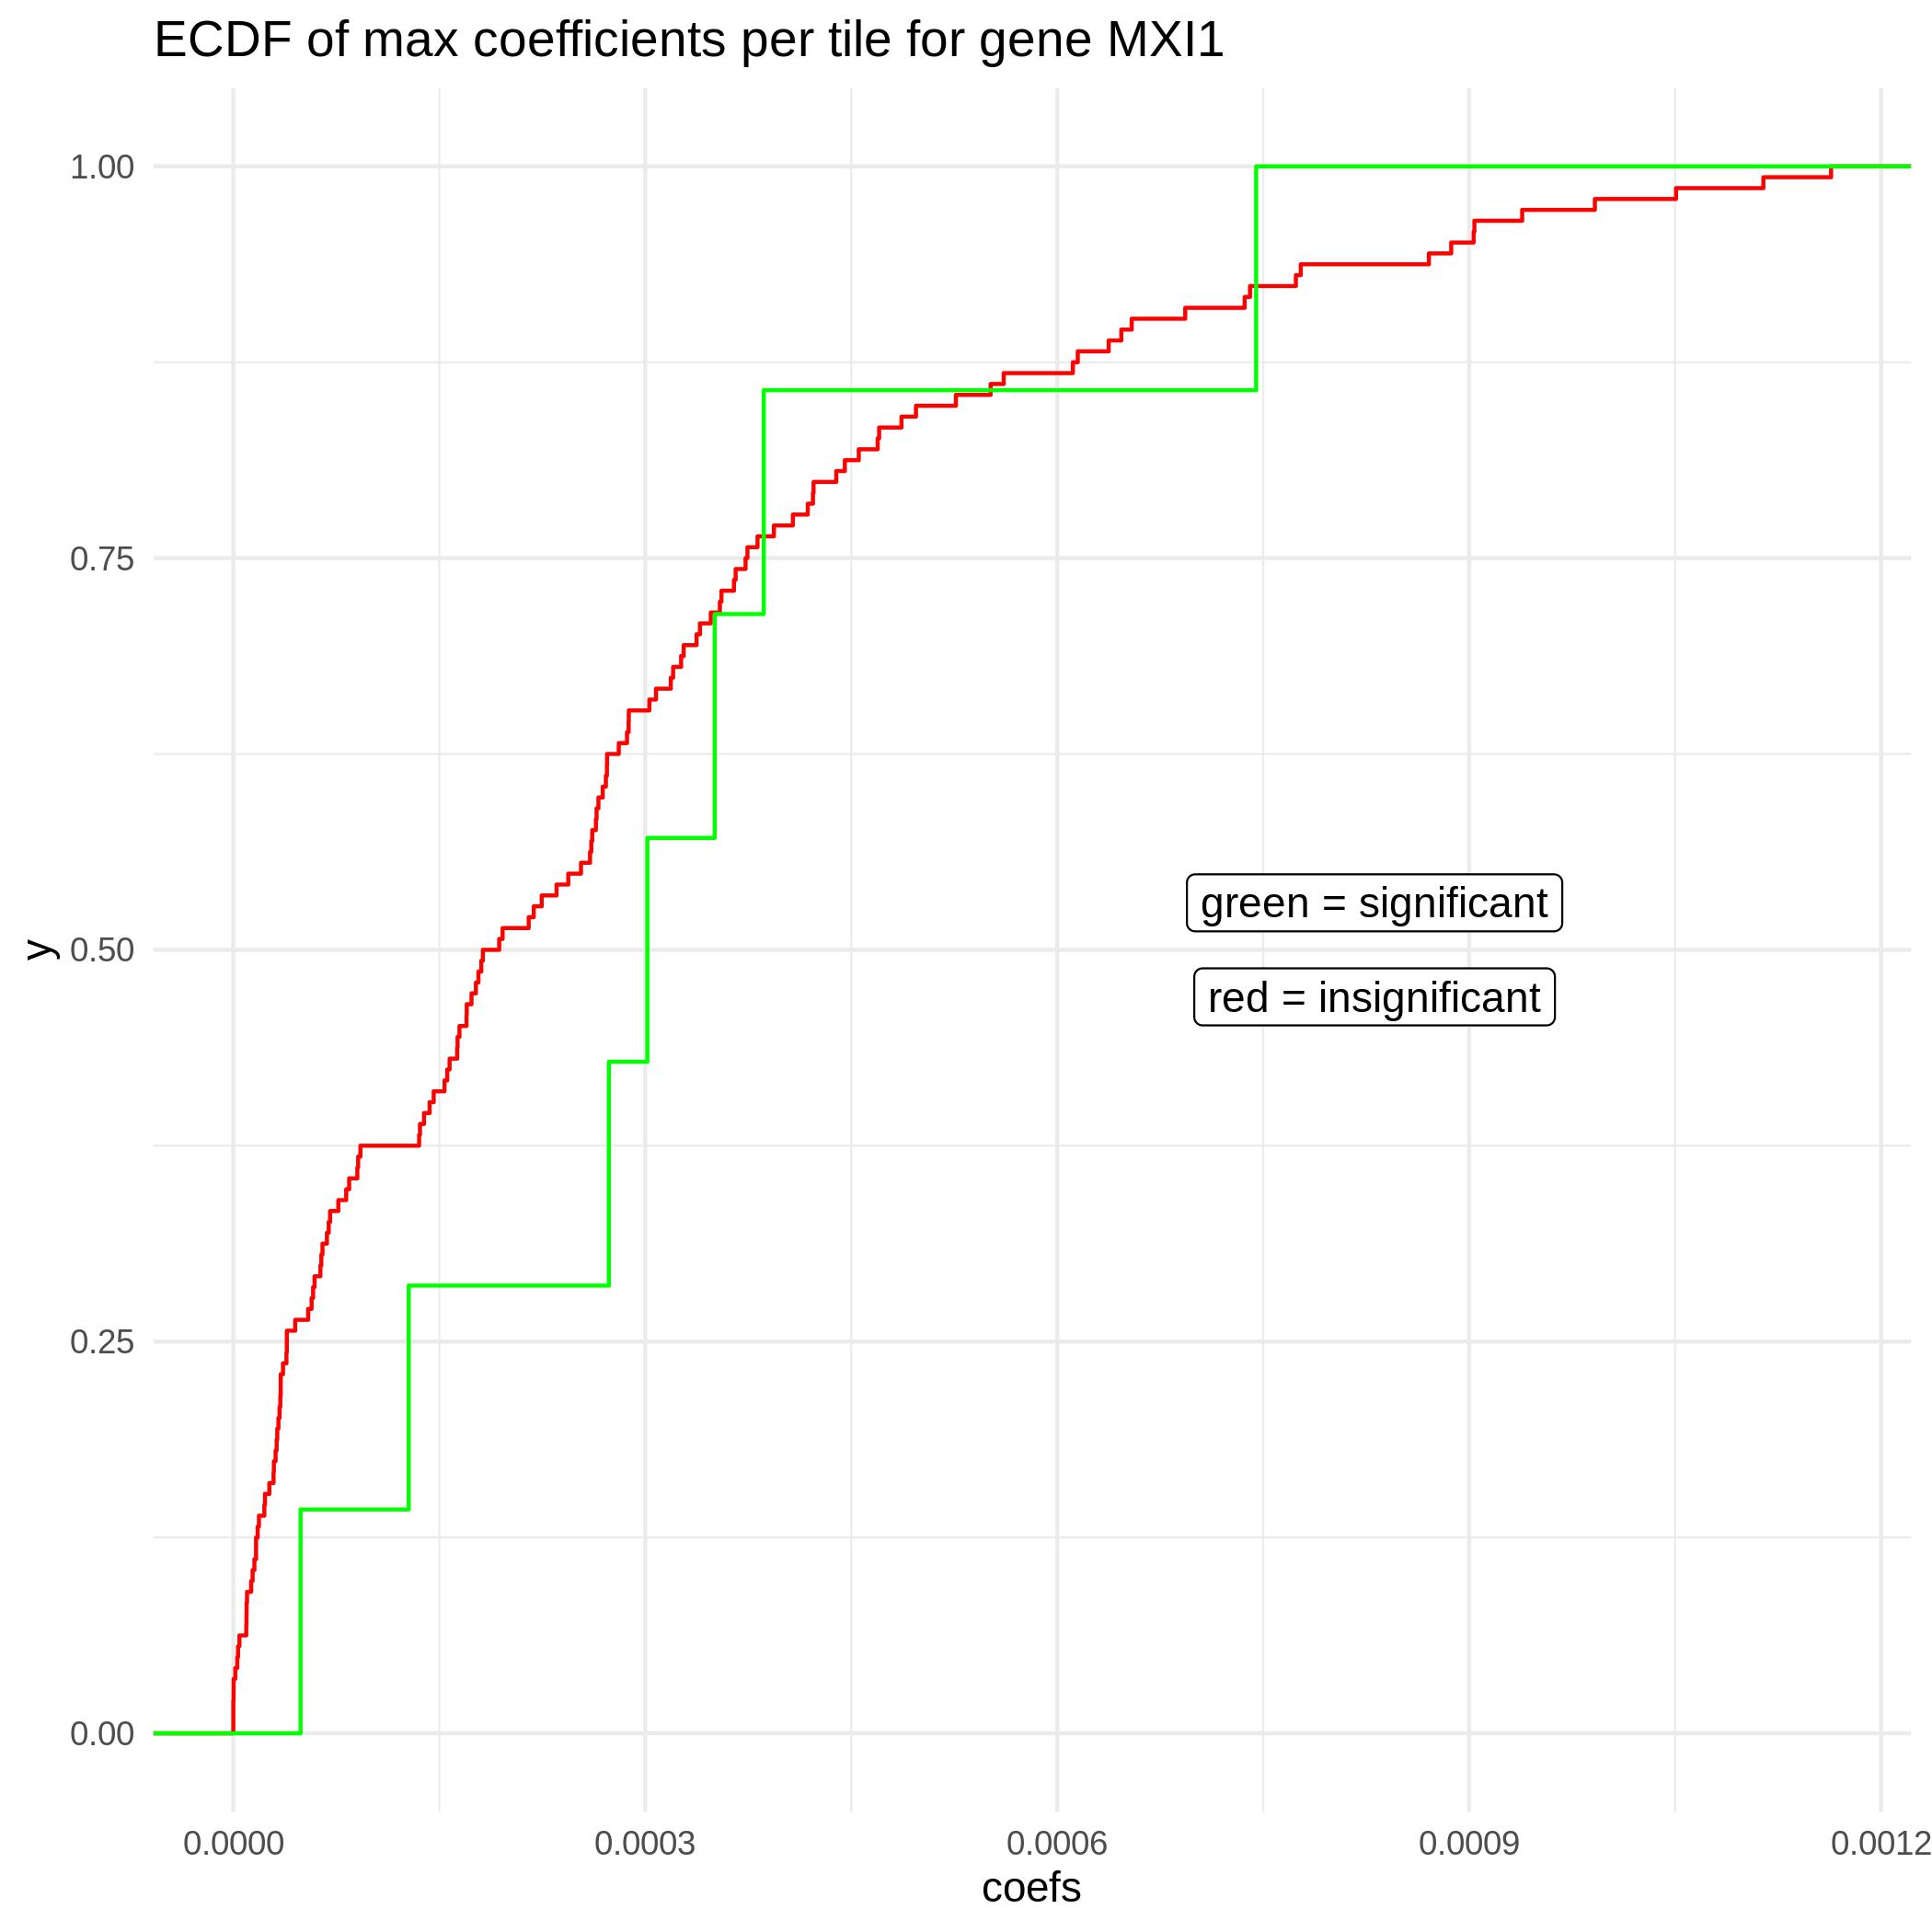 ECDF of max coefficients per tile for gene MXI1
1.00
0.75
0.50
0.25
0.00
y
green = significant
red = insignificant
0.0000 0.0003 0.0006 0.0009 0.0012
coefs